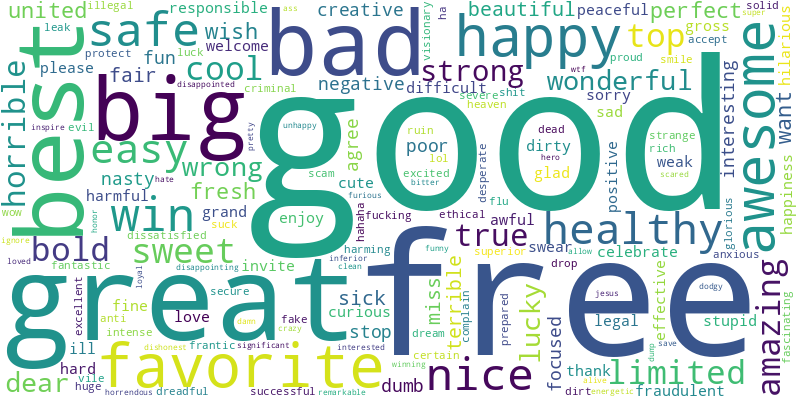 united
illegal
responsible
creative
beautiful
peaceful
perfect
solid
ass
super
leak
safe
wish
ha
visionary
gross
accept
best
protect
luck
welcome
bad
happy
top
proud
smile
hilarious
please
fun
cool
negative
strong
wtf
awesome
horrible
fair
criminal
difficult
wonderful
want
happiness
big
disappointed
severe
shit
heaven
sorry
interesting
inspire
evil
pretty
unhappy
good
sad
easy
agree
ruin
poor
lol
dead
dirty
hero
strange
rich
weak
wrong
scam
excited
bitter
desperate
glad
scared
positive
nasty
hate
cute
furious
flu
wow
harmful
fresh
honor
win
grand
suck
enjoy
hahaha
fucking
ethical
awful
healthy
glorious
ignore
bold
dissatisfied
true
swear
allow
anxious
loved
sweet
harming
funny
superior
celebrate
fantastic
loyal
disappointing
invite
inferior
clean
terrible
drop
great
free
fascinating
excellent
secure
sick
miss
jesus
dodgy
effective
amazing
fine
damn
love
fake
curious
complain
prepared
lucky
legal
stupid
anti
intense
crazy
stop
dream
focused
dump
save
ill
dishonest
frantic
significant
interested
certain
hard
favorite
winning
nice
thank
limited
dear
vile
huge
horrendous
dreadful
successful
remarkable
dumb
dirt
alive
energetic
fraudulent